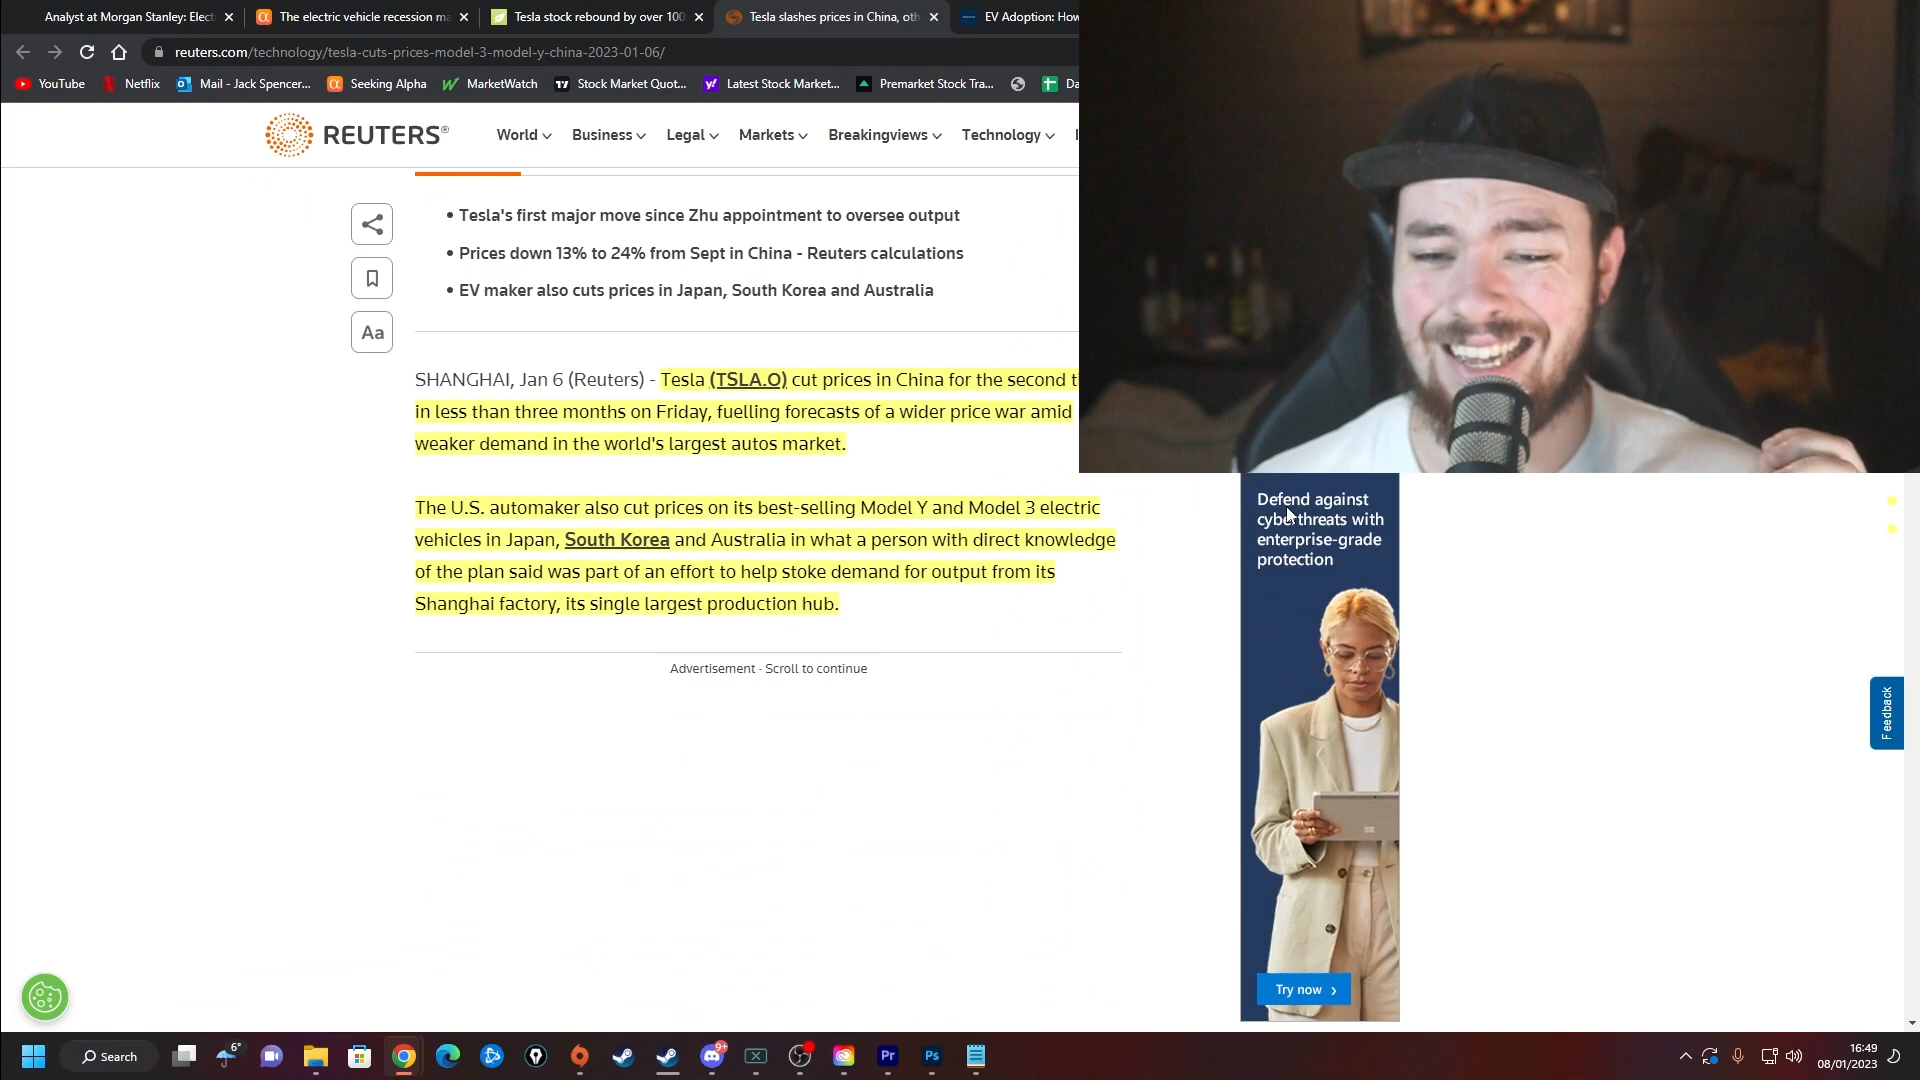 Analyst at Morgan Stanley: Elect
The electric vehicle recession ma
Tesla stock rebound by over 100
Tesla slashes prices in China, oth
EV Adoption: How
reuters.com/technology/tesla-cuts-prices-model-3-model-y-china-2023-01-06/
YouTube
Netflix
Mail - Jack Spencer...
Seeking Alpha
MarketWatch
Stock Market Quot...
Latest Stock Market...
Premarket Stock Tra...
Da
REUTERS®
World
Business
Legal
Markets
Breakingviews
Technology
• Tesla's first major move since Zhu appointment to oversee output
• Prices down 13% to 24% from Sept in China - Reuters calculations
• EV maker also cuts prices in Japan, South Korea and Australia
Aa
SHANGHAI, Jan 6 (Reuters) - Tesla (TSLA.O) cut prices in China for the second ti
in less than three months on Friday, fuelling forecasts of a wider price war amid
weaker demand in the world's largest autos market.
The U.S. automaker also cut prices on its best-selling Model Y and Model 3 electric
vehicles in Japan, South Korea and Australia in what a person with direct knowledge
of the plan said was part of an effort to help stoke demand for output from its
Shanghai factory, its single largest production hub.
Advertisement · Scroll to continue
Defend against
cyberthreats with
enterprise-grade
protection
Try now
Feedback
Search
6°
9+
Pr
Ps
16:49
08/01/2023